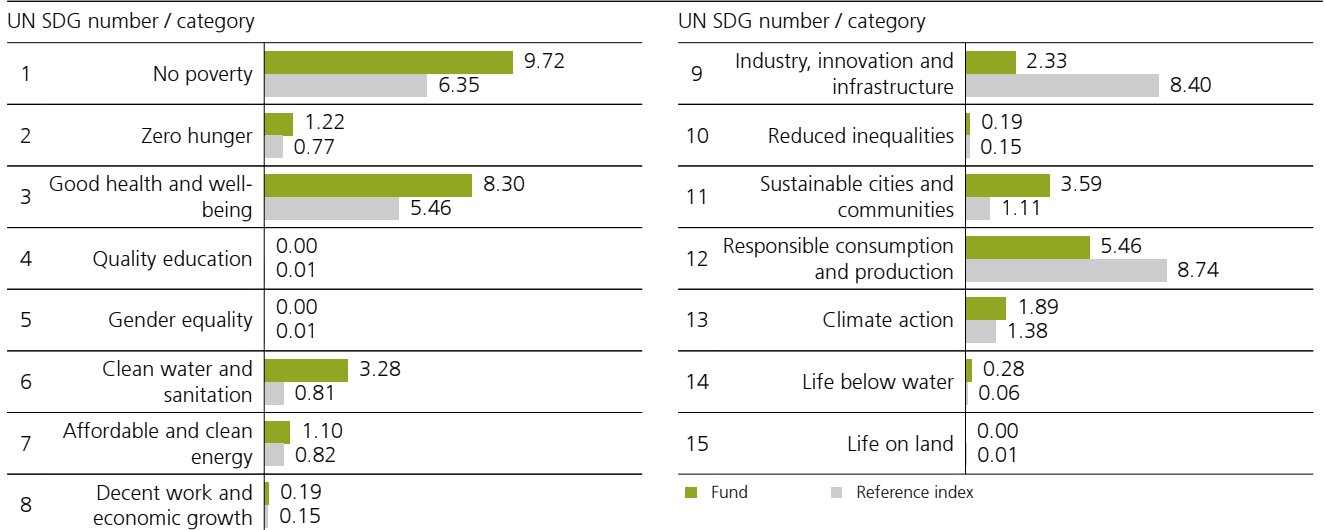 UN SDG number / category
1 No poverty 9.72
6.35
2 Zero hunger 1.22
0.77
3 Good health and well-
being 8.30
5.46
4 Quality education 0.00
0.01
5 Gender equality 0.00
0.01
6 Clean water and
sanitation 3.28
0.81
7 Affordable and clean
energy 1.10
0.82
8 Decent work and
economic growth 0.19
0.15
UN SDG number / category
9 Industry, innovation and
infrastructure 2.33
8.40
10 Reduced inequalities 0.19
0.15
11 Sustainable cities and
communities 3.59
1.11
12 Responsible consumption
and production 5.46
8.74
13 Climate action 1.89
1.38
14 Life below water 0.28
0.06
15 Life on land 0.00
0.01
Fund Reference index